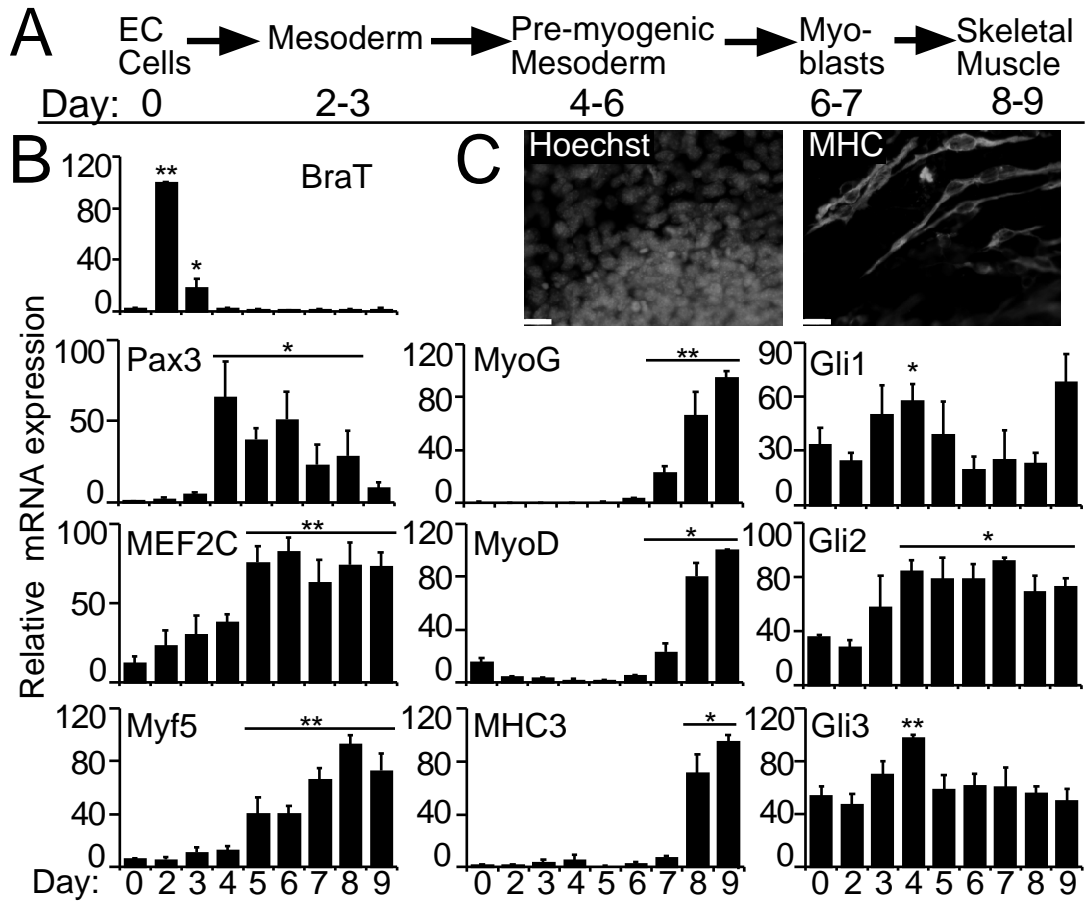 A
EC Cells
Mesoderm
Pre-myogenic Mesoderm
Myo-blasts
Skeletal Muscle
Day: 0 2-3 4-6 6-7 8-9
B
120
80
40
0
**
*
BraT
C
Hoechst
MHC
Relative mRNA expression
100
50
0
Pax3
*
120
80
40
0
MyoG
**
90
60
30
0
Gli1
*
100
50
0
MEF2C
**
120
80
40
0
MyoD
*
120
80
40
0
Gli2
*
120
80
40
0
Myf5
**
120
80
40
0
MHC3
*
120
80
40
0
Gli3
**
Day: 0 2 3 4 5 6 7 8 9
0 2 3 4 5 6 7 8 9
0 2 3 4 5 6 7 8 9